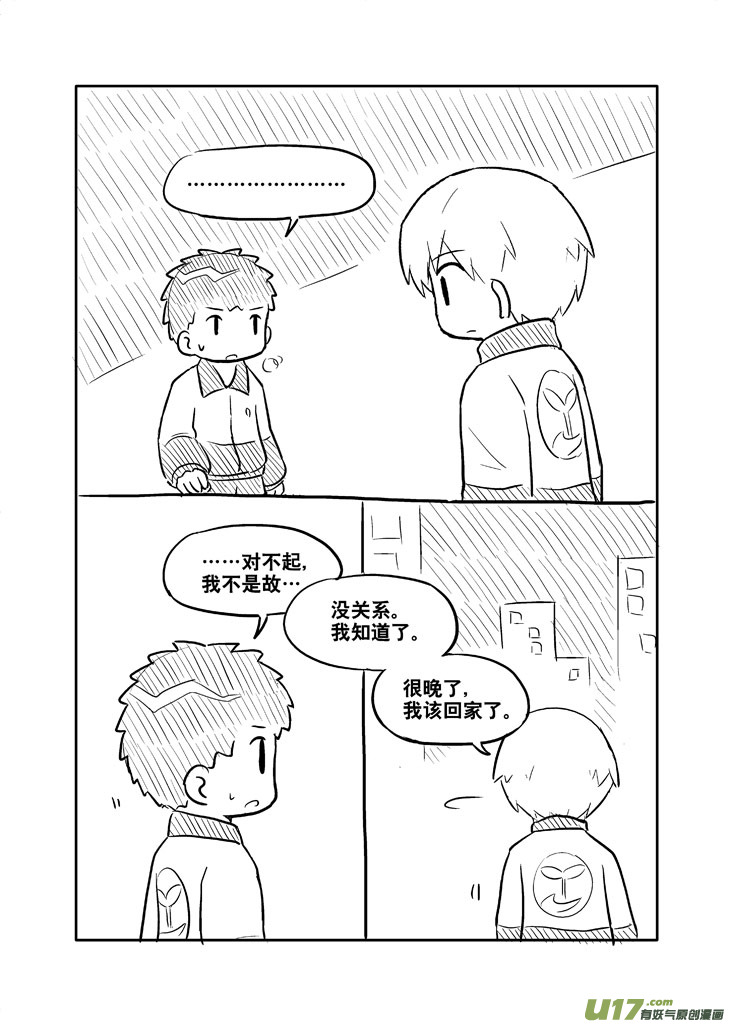 ……………………
……对不起，
我不是故…
没关系。
我知道了。
很晚了，
我该回家了。
U17.com
有妖气原创漫画